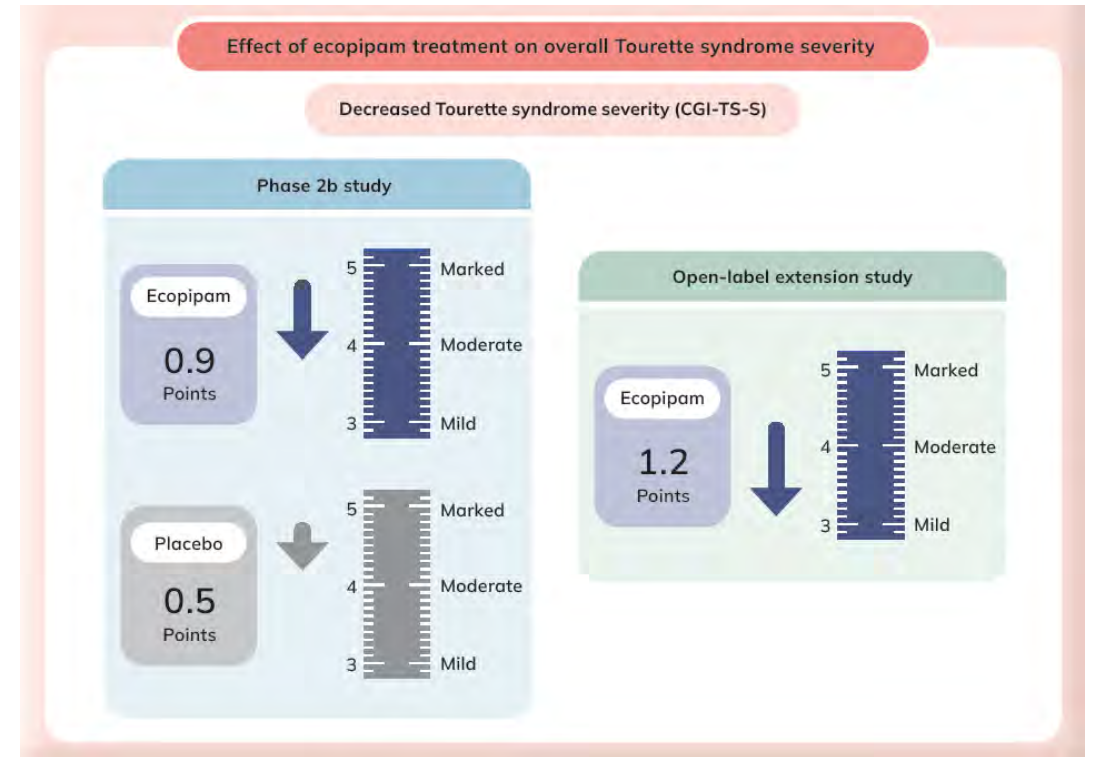 Effect of ecopipam treatment on overall Tourette syndrome severity
Decreased Tourette syndrome severity (CGI-TS-S)
Phase 2b study
Ecopipam
0.9
Points
5 Marked
4 Moderate
3 Mild
Placebo
0.5
Points
5 Marked
4 Moderate
3 Mild
Open-label extension study
Ecopipam
1.2
Points
5 Marked
4 Moderate
3 Mild